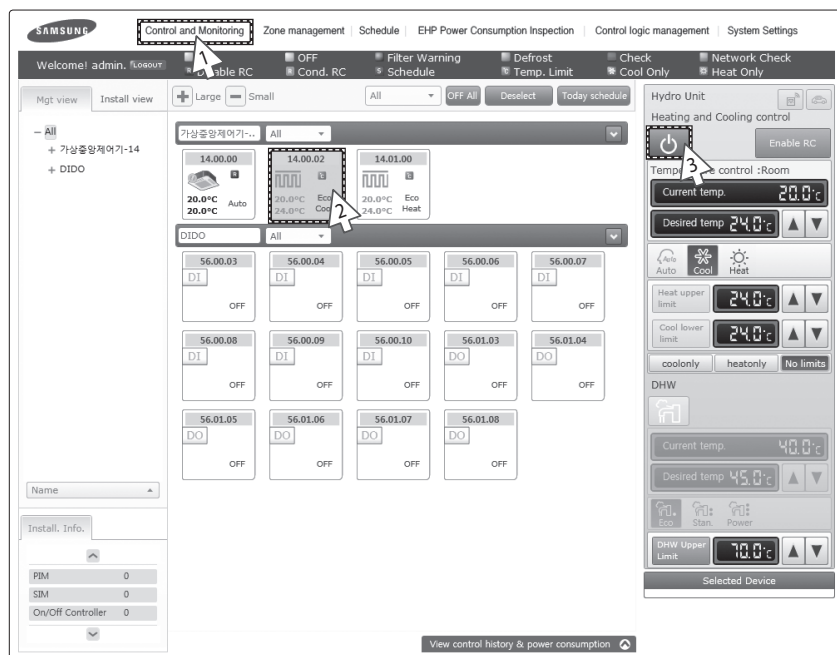 SAMSUNG Control and Monitoring Zone management Schedule EHP Power Consumption Inspection Control logic management System Settings
Welcome! admin. LOGOUT
OFF Filter Warning Defrost Check Network Check
able RC Cond. RC Schedule Temp. Limit Cool Only Heat Only
1
Mgt view Install view
Large Small All OFF All Deselect Today schedule
All
가상중앙제어기-14
DIDO
가상중앙제어기-.. All
14.00.00 14.00.02 14.01.00
20.0°C Auto 20.0°C Eco 20.0°C Eco
20.0°C 24.0°C Cool 24.0°C Heat
2
DIDO All
56.00.03 56.00.04 56.00.05 56.00.06 56.00.07
DI DI DI DI DI
OFF OFF OFF OFF OFF
56.00.08 56.00.09 56.00.10 56.01.03 56.01.04
DI DI DI DO DO
OFF OFF OFF OFF OFF
56.01.05 56.01.06 56.01.07 56.01.08
DO DO DO DO
OFF OFF OFF OFF
Name
Install. Info.
PIM 0
SIM 0
On/Off Controller 0
View control history & power consumption
Hydro Unit
Heating and Cooling control
Enable RC
3
control :Room
Current temp. 20.0°C
Desired temp 24.0°C
Auto
Auto Cool Heat
Heat upper limit 24.0°C
Cool lower limit 24.0°C
coolonly heatonly No limits
DHW
Current temp. 40.0°C
Desired temp 45.0°C
Eco Stan. Power
DHW Upper Limit 70.0°C
Selected Device